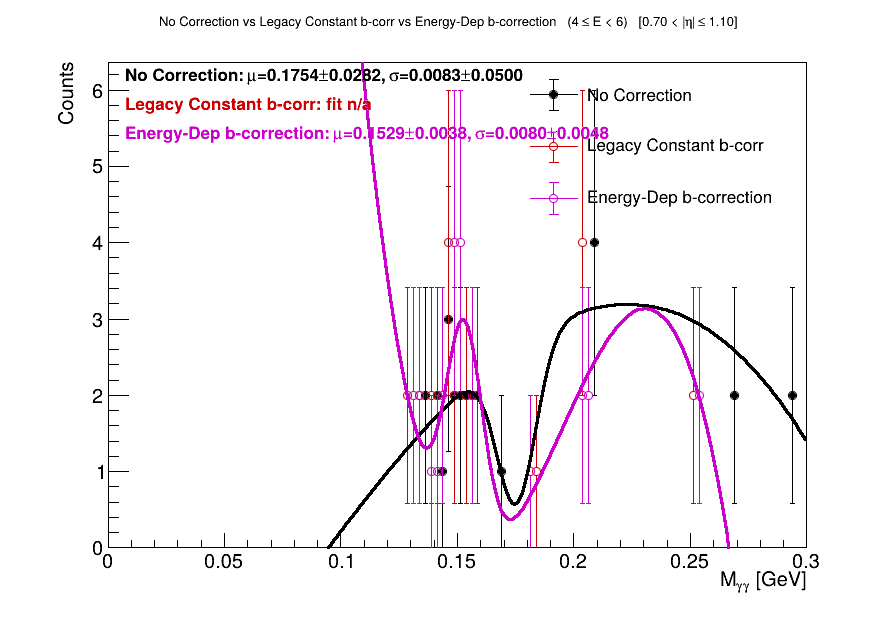 No Correction vs Legacy Constant b-corr vs Energy-Dep b-correction (4 ≤ E < 6) [0.70 < |η| ≤ 1.10]
Counts
No Correction: μ=0.1754±0.0282, σ=0.0083±0.0500
Legacy Constant b-corr: fit n/a
Energy-Dep b-correction: μ=0.1529±0.0038, σ=0.0080±0.0048
No Correction
Legacy Constant b-corr
Energy-Dep b-correction
6
5
4
3
2
1
0
0 0.05 0.1 0.15 0.2 0.25 0.3
Mγγ [GeV]